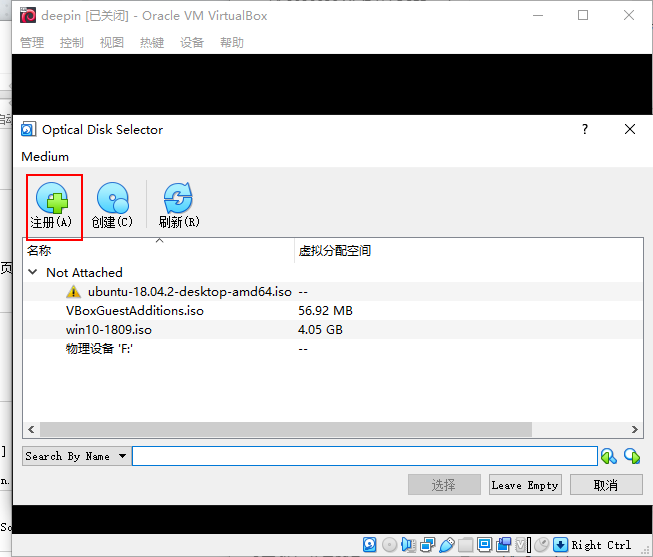 deepin [已关闭] - Oracle VM VirtualBox
管理 控制 视图 热键 设备 帮助
Optical Disk Selector
Medium
注册(A) 创建(C) 刷新(R)
名称 虚拟分配空间
Not Attached
ubuntu-18.04.2-desktop-amd64.iso --
VBoxGuestAdditions.iso 56.92 MB
win10-1809.iso 4.05 GB
物理设备 'F:' --
Search By Name
选择 Leave Empty 取消
Right Ctrl
页
]
n.
So